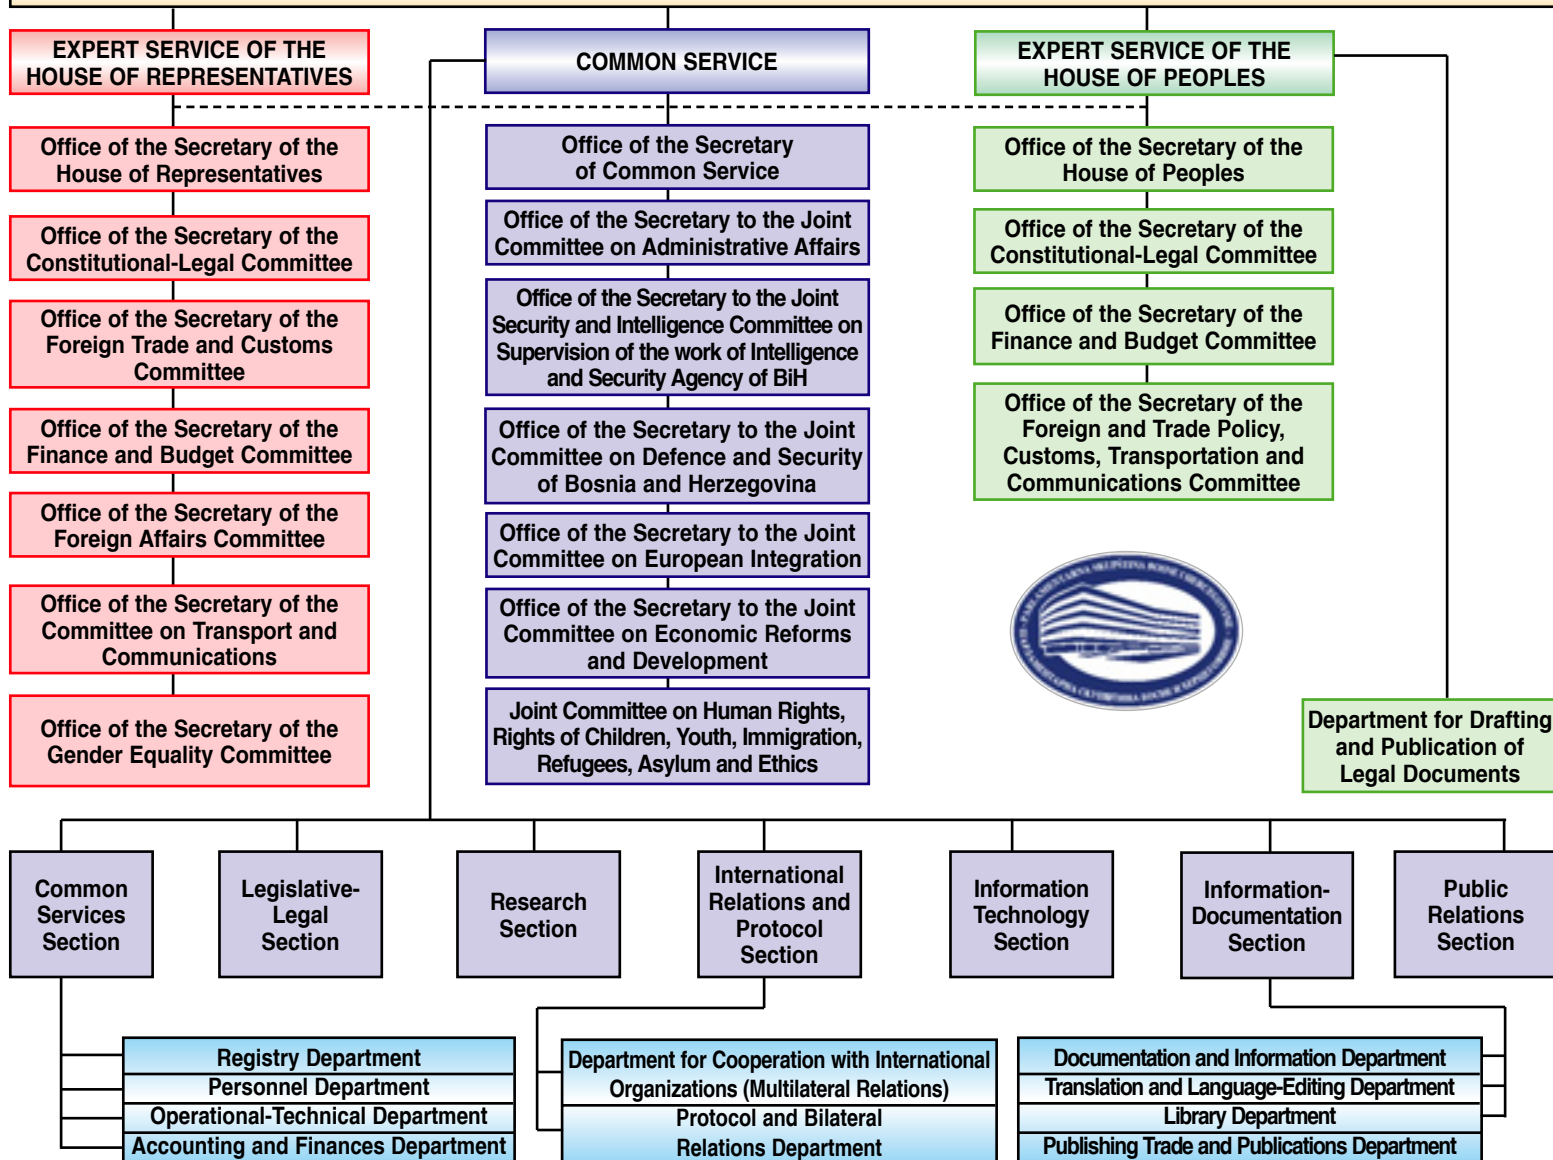 EXPERT SERVICE OF THE
HOUSE OF REPRESENTATIVES
COMMON SERVICE
EXPERT SERVICE OF THE
HOUSE OF PEOPLES
Office of the Secretary of the
House of Representatives
Office of the Secretary of the
Constitutional-Legal Committee
Office of the Secretary of the
Foreign Trade and Customs
Committee
Office of the Secretary of the
Finance and Budget Committee
Office of the Secretary of the
Foreign Affairs Committee
Office of the Secretary of the
Committee on Transport and
Communications
Office of the Secretary of the
Gender Equality Committee
Office of the Secretary
of Common Service
Office of the Secretary to the Joint
Committee on Administrative Affairs
Office of the Secretary to the Joint
Security and Intelligence Committee on
Supervision of the work of Intelligence
and Security Agency of BiH
Office of the Secretary to the Joint
Committee on Defence and Security
of Bosnia and Herzegovina
Office of the Secretary to the Joint
Committee on European Integration
Office of the Secretary to the Joint
Committee on Economic Reforms
and Development
Joint Committee on Human Rights,
Rights of Children, Youth, Immigration,
Refugees, Asylum and Ethics
Office of the Secretary of the
House of Peoples
Office of the Secretary of the
Constitutional-Legal Committee
Office of the Secretary of the
Finance and Budget Committee
Office of the Secretary of the
Foreign and Trade Policy,
Customs, Transportation and
Communications Committee
Department for Drafting
and Publication of
Legal Documents
Common
Services
Section
Legislative-
Legal
Section
Research
Section
International
Relations and
Protocol
Section
Information
Technology
Section
Information-
Documentation
Section
Public
Relations
Section
Registry Department
Personnel Department
Operational-Technical Department
Accounting and Finances Department
Department for Cooperation with International
Organizations (Multilateral Relations)
Protocol and Bilateral
Relations Department
Documentation and Information Department
Translation and Language-Editing Department
Library Department
Publishing Trade and Publications Department